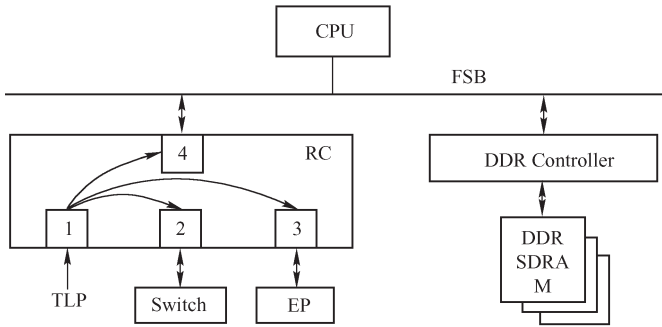 CPU
FSB
4
RC
DDR Controller
1
2
3
DDR
SDRA
M
TLP
Switch
EP